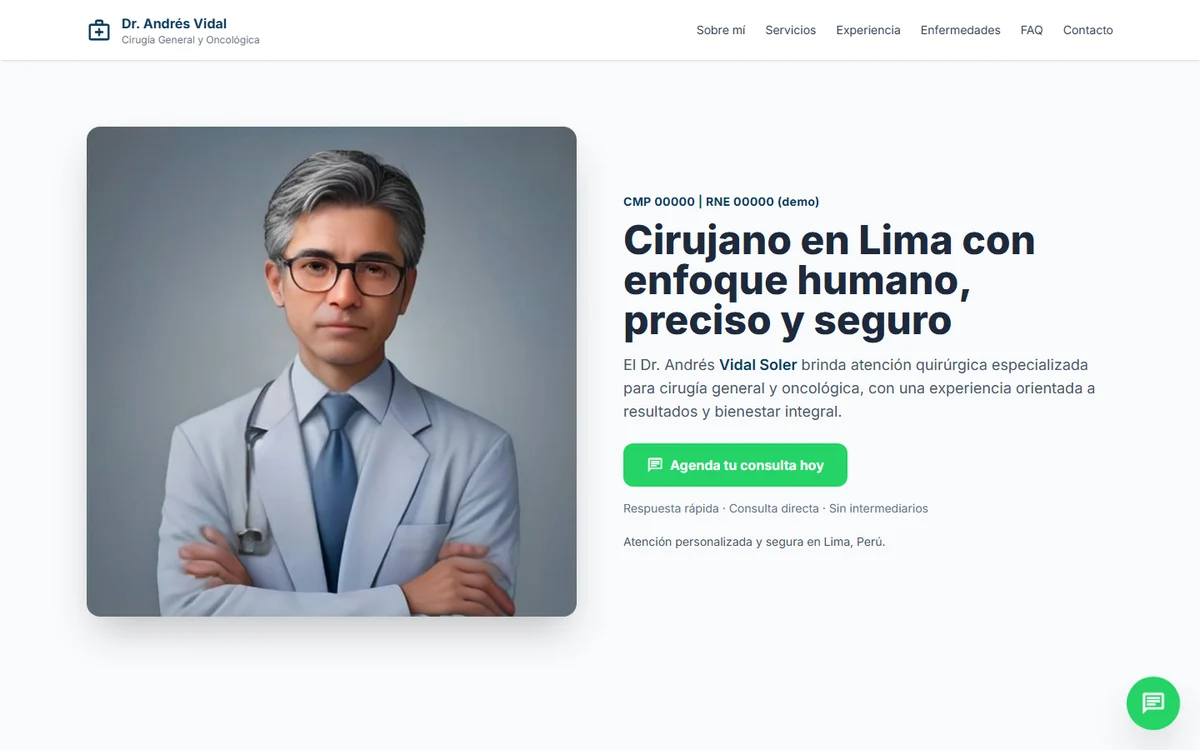 Dr. Andrés Vidal
Cirugía General y Oncológica
Sobre mí
Servicios
Experiencia
Enfermedades
FAQ
Contacto
CMP 00000 | RNE 00000 (demo)
Cirujano en Lima con
enfoque humano,
preciso y seguro
El Dr. Andrés Vidal Soler brinda atención quirúrgica especializada
para cirugía general y oncológica, con una experiencia orientada a
resultados y bienestar integral.
Agenda tu consulta hoy
Respuesta rápida · Consulta directa · Sin intermediarios
Atención personalizada y segura en Lima, Perú.